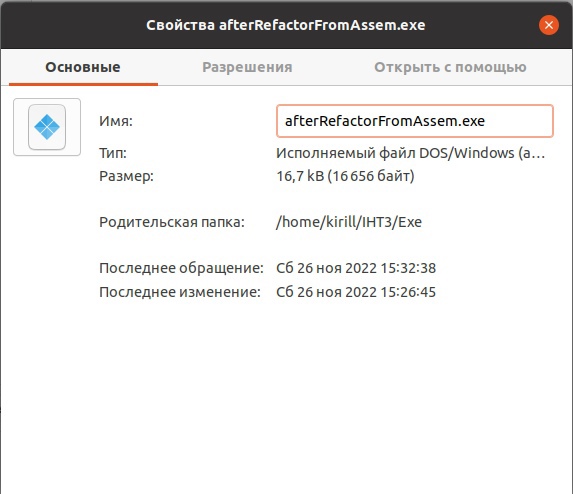 Свойства afterRefactorFromAssem.exe
Основные Разрешения Открыть с помощью
Имя: afterRefactorFromAssem.exe
Тип: Исполняемый файл DOS/Windows (а…
Размер: 16,7 kB (16 656 байт)
Родительская папка: /home/kirill/IHT3/Exe
Последнее обращение: Сб 26 ноя 2022 15:32:38
Последнее изменение: Сб 26 ноя 2022 15:26:45